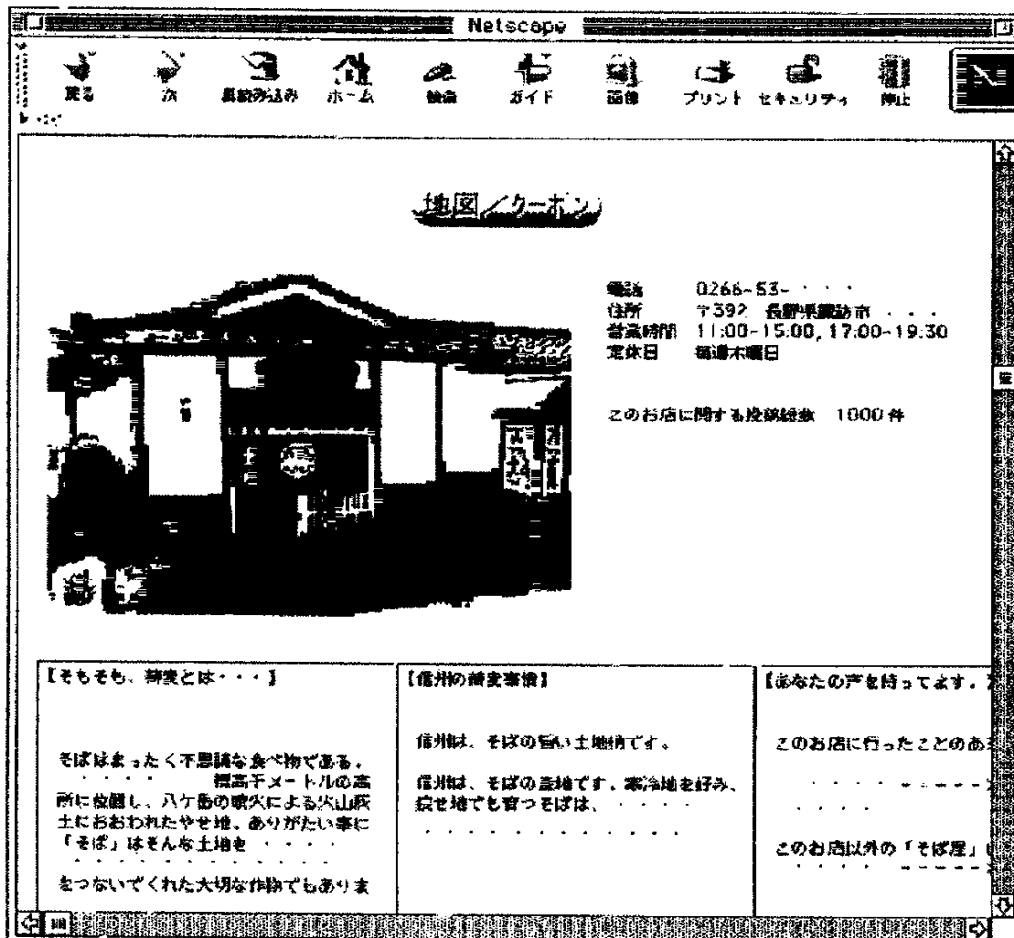 Netscape
戻る 次 再読み込み ホーム 検索 ガイド 画像 プリント セキュリティ 停止
地図／クーポン
電話 0266-53-・・・
住所 〒392 長野県諏訪市 ・・・
営業時間 11:00-15:00, 17:00-19:30
定休日 毎週木曜日
このお店に関する投稿総数 1000件
【そもそも、蕎麦とは・・・】
そばはまったく不思議な食べ物である。
・・・・ 標高千メートルの高
所に位置し、八ケ岳の噴火による火山灰
土におおわれたやせ地、ありがたい事に
「そば」はそんな土地を ・・・・
・・・・・・・・・・・・
をつないでくれた大切な作物でもありま
【信州の蕎麦事情】
信州は、そばの旨い土地柄です。
信州は、そばの産地です。寒冷地を好み、
痩せ地でも育つそばは、 ・・・・
・・・・・・・・・・・・
【あなたの声を待ってます。】
このお店に行ったことのあ
・・・・ -----
・・・・
このお店以外の「そば屋」
・・・・ -----